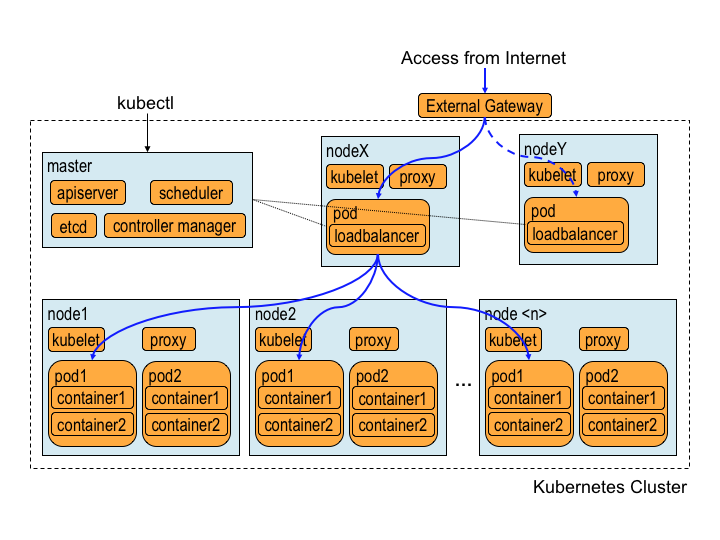 Access from Internet
kubectl
External Gateway
master
apiserver
scheduler
etcd
controller manager
nodeX
kubelet
proxy
pod
loadbalancer
nodeY
kubelet
proxy
pod
loadbalancer
node1
kubelet
proxy
pod1
container1
container2
pod2
container1
container2
node2
kubelet
proxy
pod1
container1
container2
pod2
container1
container2
...
node <n>
kubelet
proxy
pod1
container1
container2
pod2
container1
container2
Kubernetes Cluster